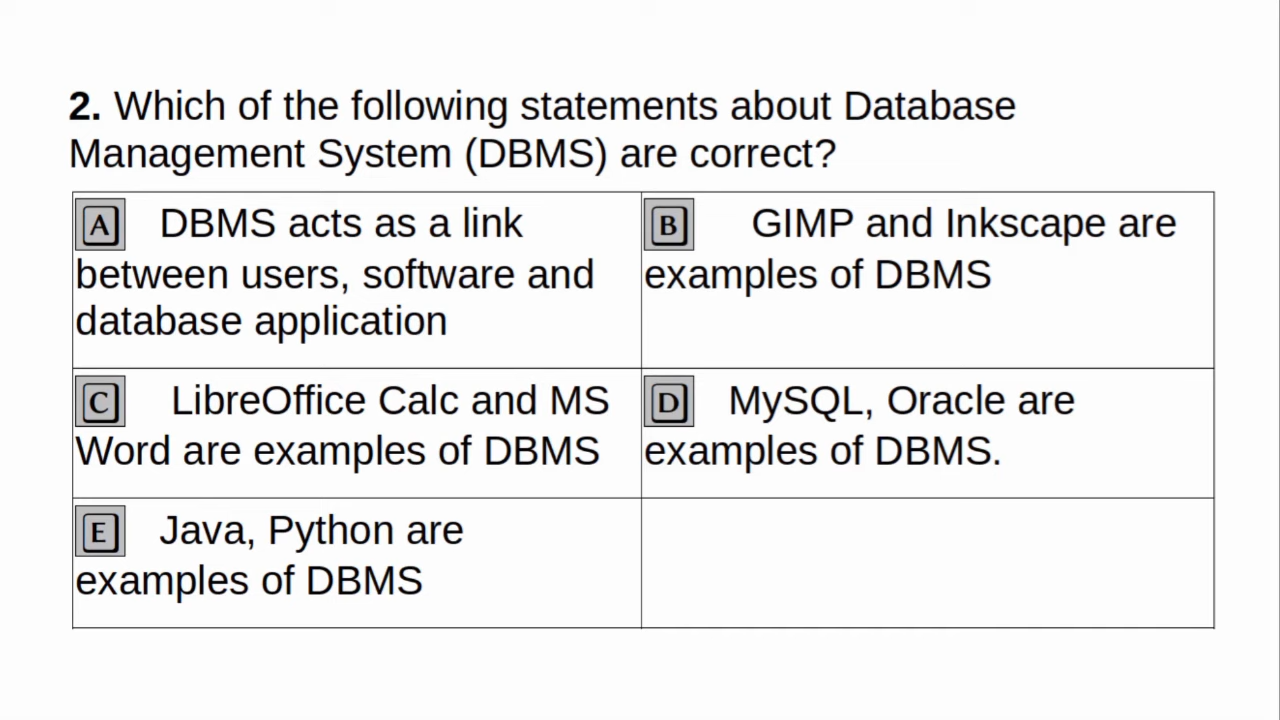 2. Which of the following statements about Database
Management System (DBMS) are correct?
A DBMS acts as a link
between users, software and
database application
B GIMP and Inkscape are
examples of DBMS
C LibreOffice Calc and MS
Word are examples of DBMS
D MySQL, Oracle are
examples of DBMS.
E Java, Python are
examples of DBMS